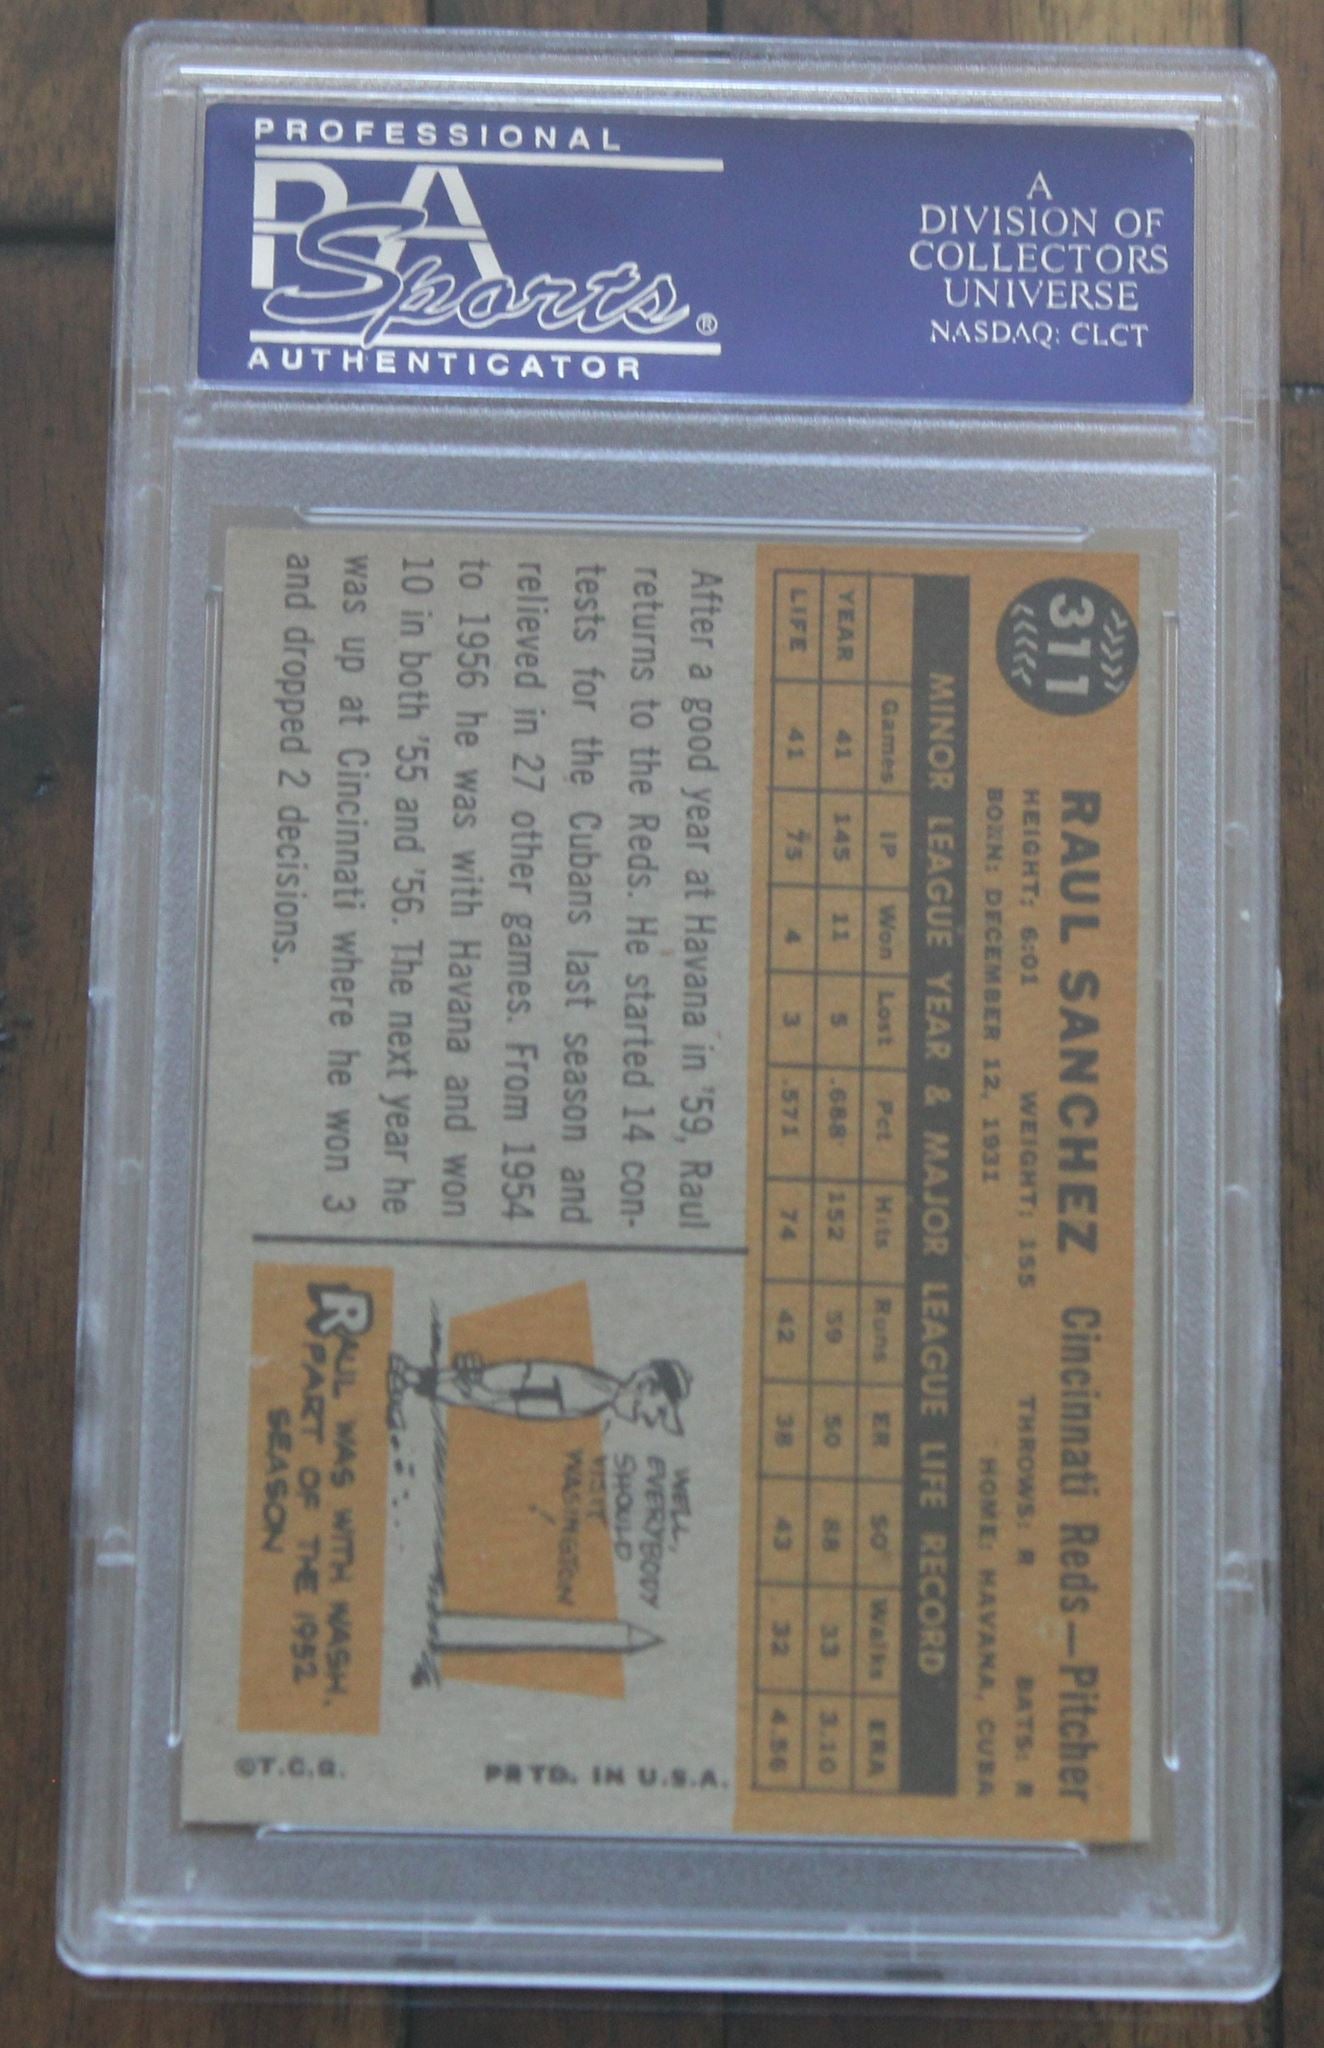 PROFESSIONAL
PSA
Sports®
AUTHENTICATOR
A
DIVISION OF
COLLECTORS
UNIVERSE
NASDAQ: CLCT
311
RAUL SANCHEZ Cincinnati Reds—Pitcher
HEIGHT: 6:01 WEIGHT: 155 THROWS: R BATS: R
BORN: DECEMBER 12, 1931 HOME: HAVANA, CUBA
MINOR LEAGUE YEAR & MAJOR LEAGUE LIFE RECORD
Games IP Won Lost Pct Hits Runs ER SO Walks ERA
YEAR 41 145 11 5 .688 152 59 50 88 33 3.10
LIFE 41 75 4 3 .571 74 42 38 43 32 4.56
After a good year at Havana in '59, Raul
returns to the Reds. He started 14 con-
tests for the Cubans last season and
relieved in 27 other games. From 1954
to 1956 he was with Havana and won
10 in both '55 and '56. The next year he
was up at Cincinnati where he won 3
and dropped 2 decisions.
WELL,
EVERYBODY
SHOULD
VISIT
WASINGTON
!
RAUL WAS WITH WASH.
PART OF THE 1952
SEASON
©T.C.G. PRTD. IN U.S.A.